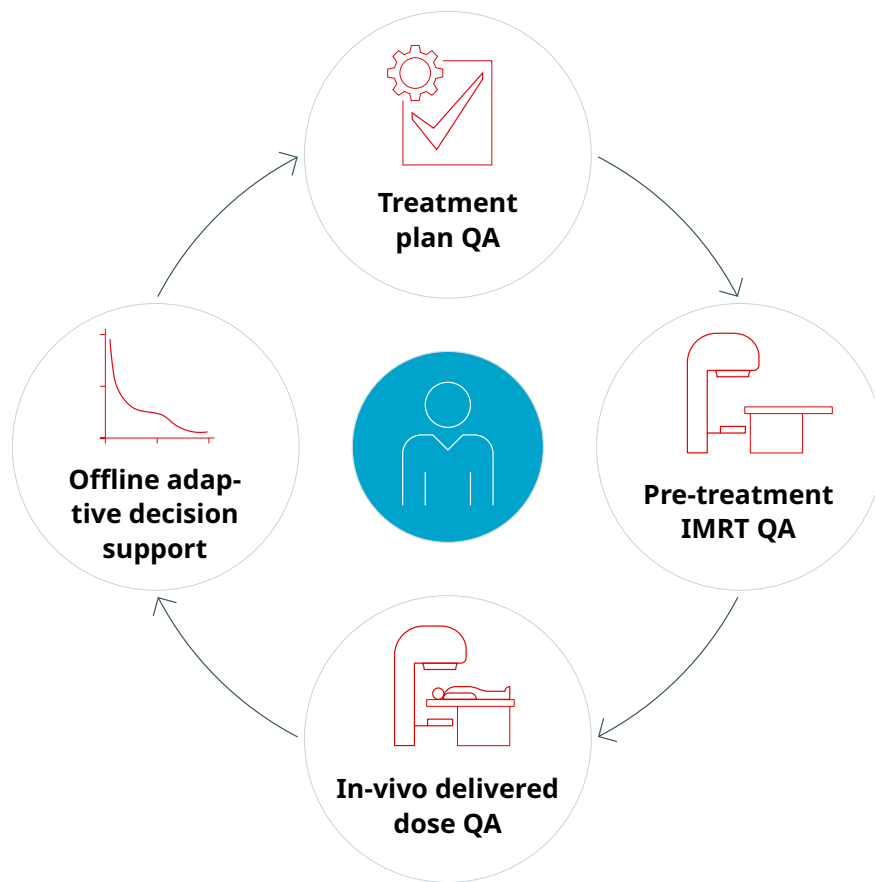 Treatment
plan QA
Pre-treatment
IMRT QA
In-vivo delivered
dose QA
Offline adap-
tive decision
support